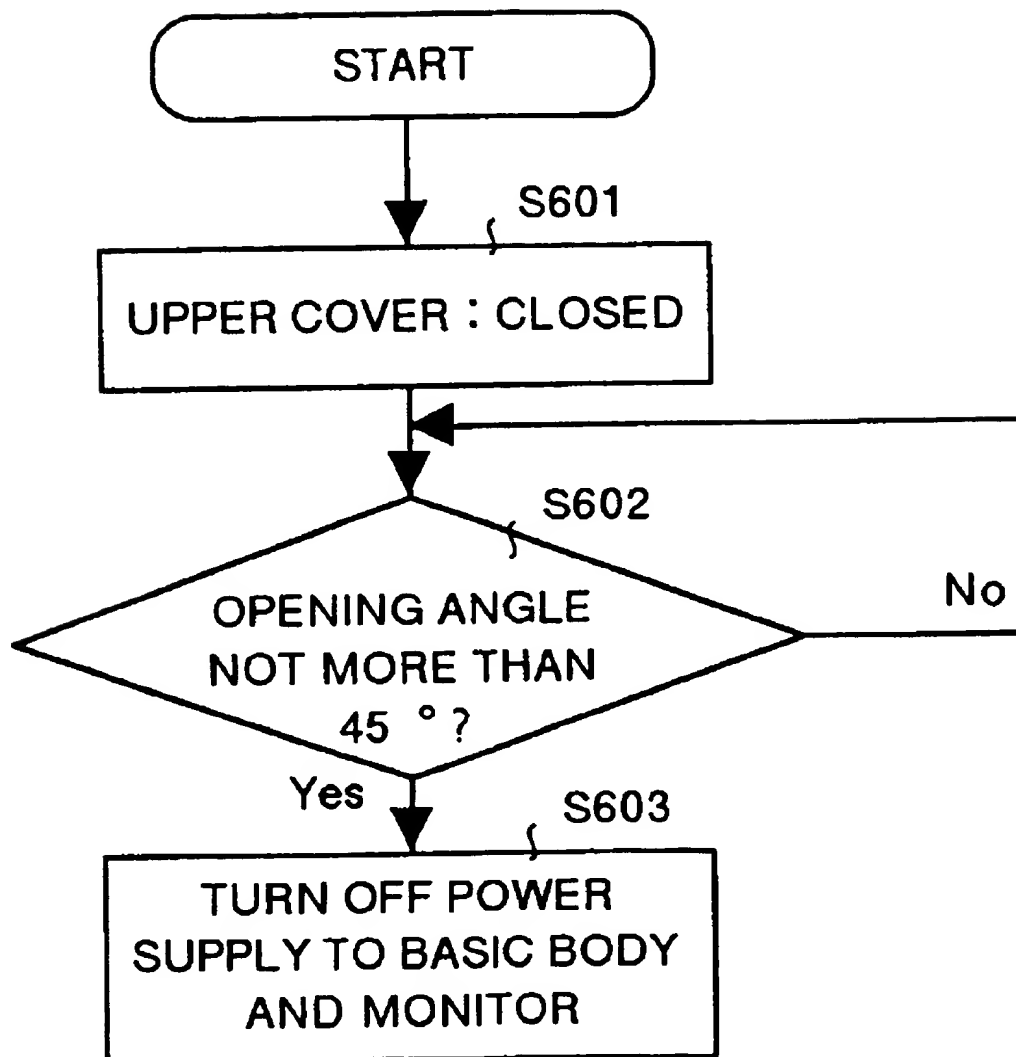 START
S601
UPPER COVER : CLOSED
S602
OPENING ANGLE
NOT MORE THAN
45 ° ?
No
Yes
S603
TURN OFF POWER
SUPPLY TO BASIC BODY
AND MONITOR